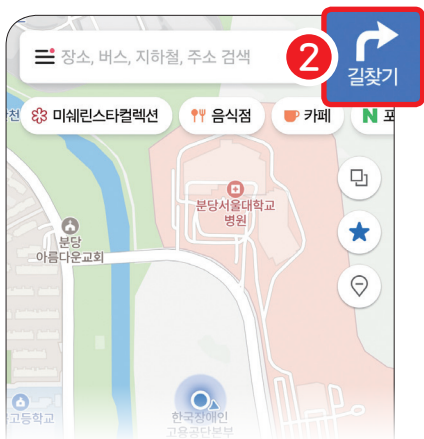 장소, 버스, 지하철, 주소 검색
2
길찾기
천
미쉐린스타컬렉션
음식점
카페
N 포
분당서울대학교
병원
분당
아름다운교회
고등학교
한국장애인
고용공단본부